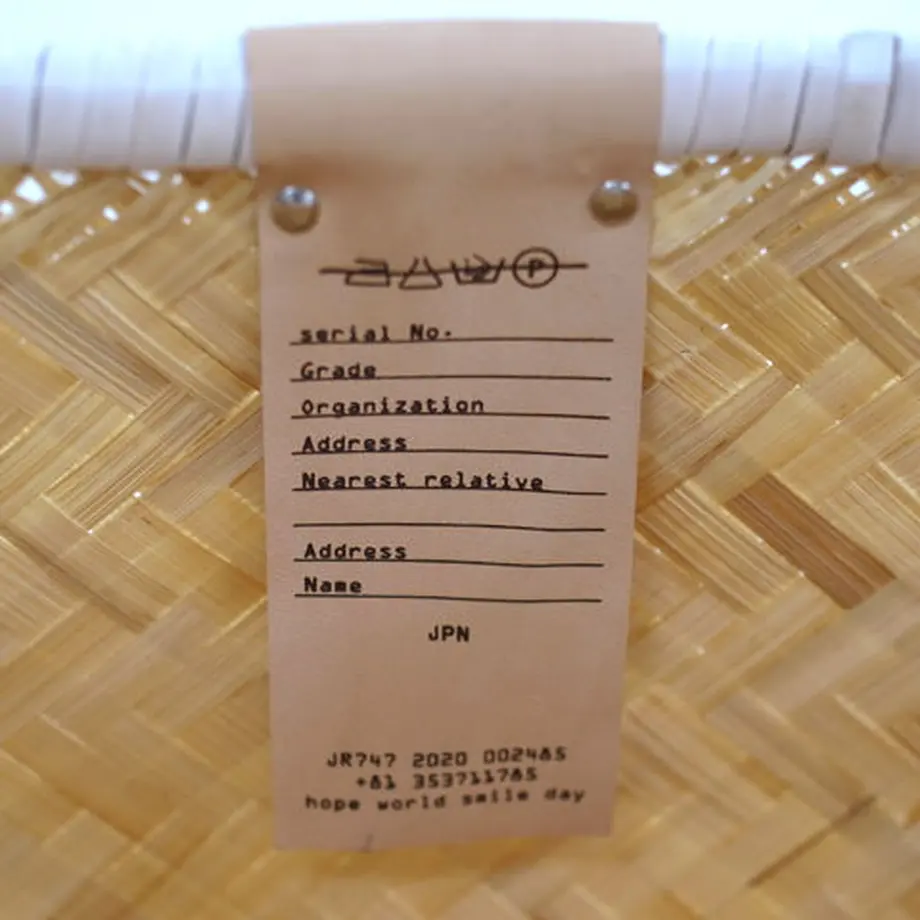 P
serial No.
Grade
Organization
Address
Nearest relative
Address
Name
JPN
JR747 2020 002485
+81 353711785
hope world smile day